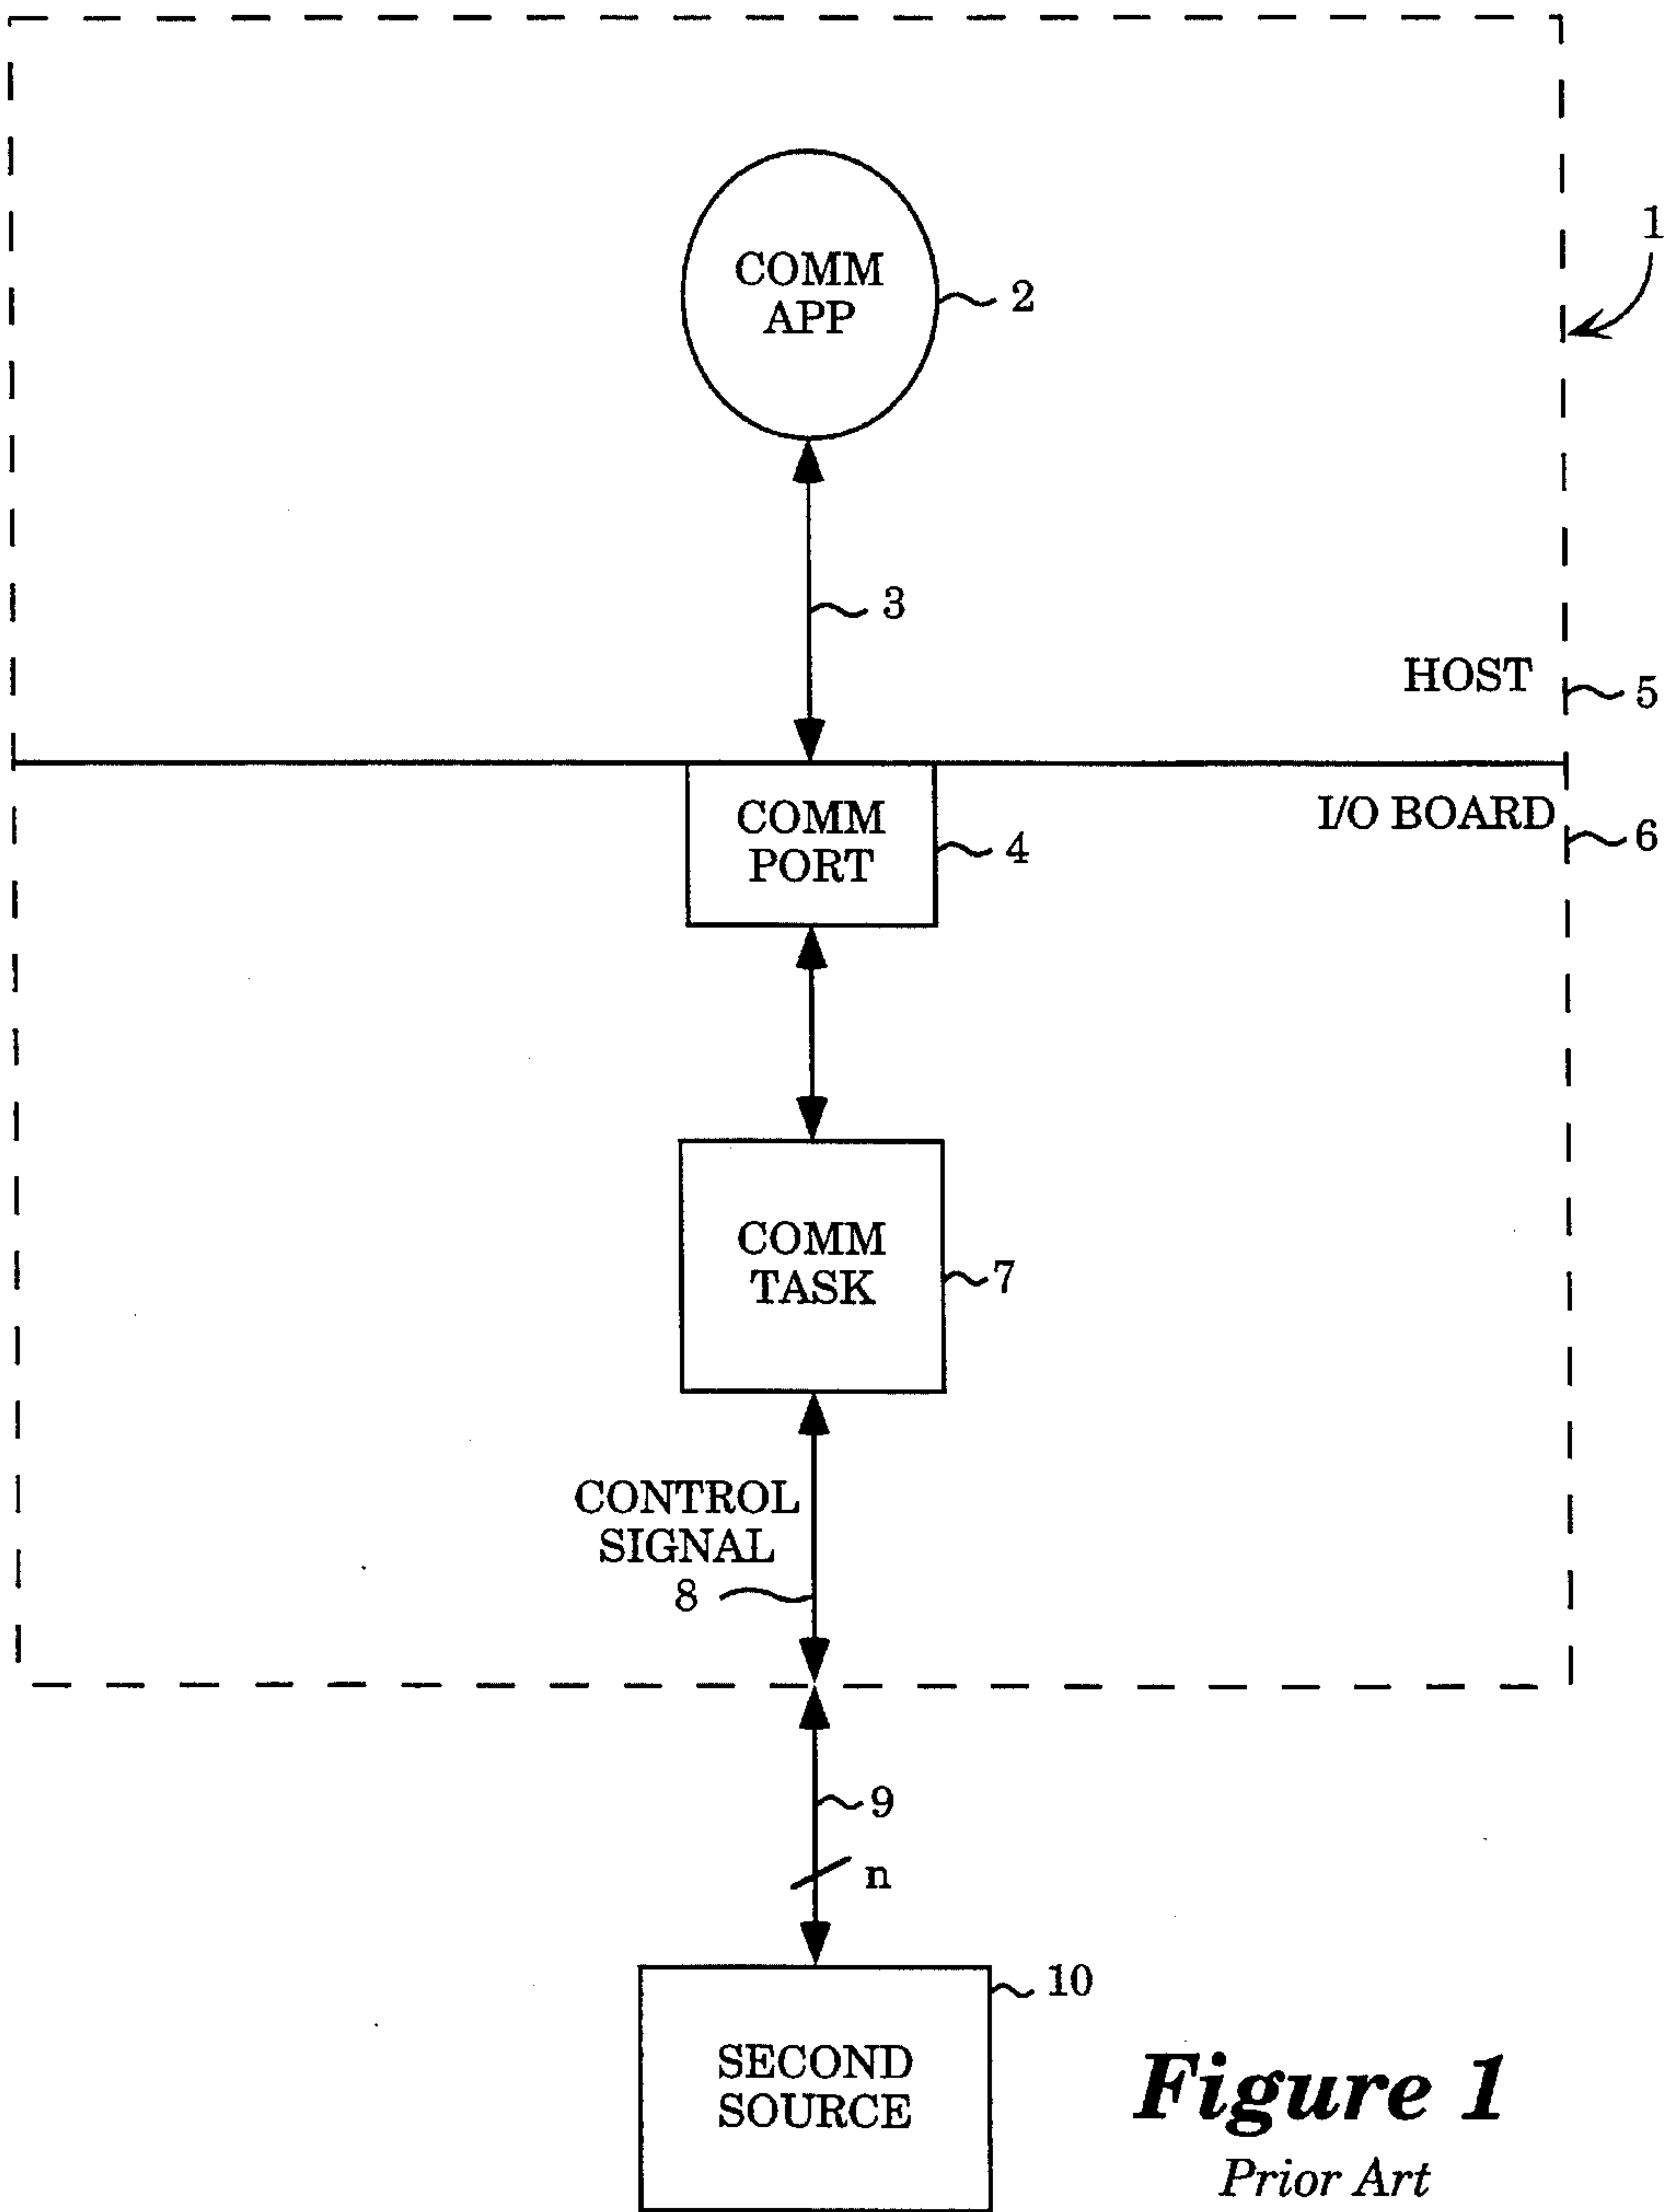 1
COMM
APP
2
3
HOST
5
I/O BOARD
6
COMM
PORT
4
COMM
TASK
7
CONTROL
SIGNAL
8
9
n
10
SECOND
SOURCE
Figure 1
Prior Art